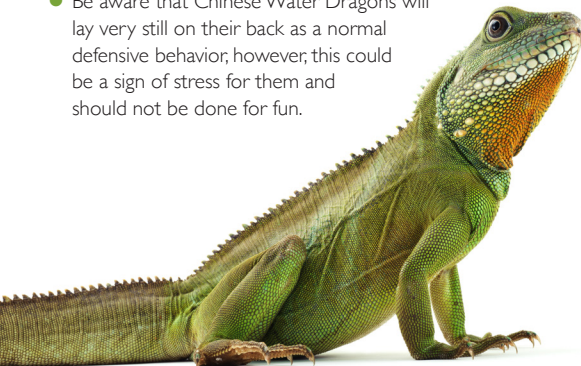 Be aware that Chinese Water Dragons will
lay very still on their back as a normal
defensive behavior, however, this could
be a sign of stress for them and
should not be done for fun.